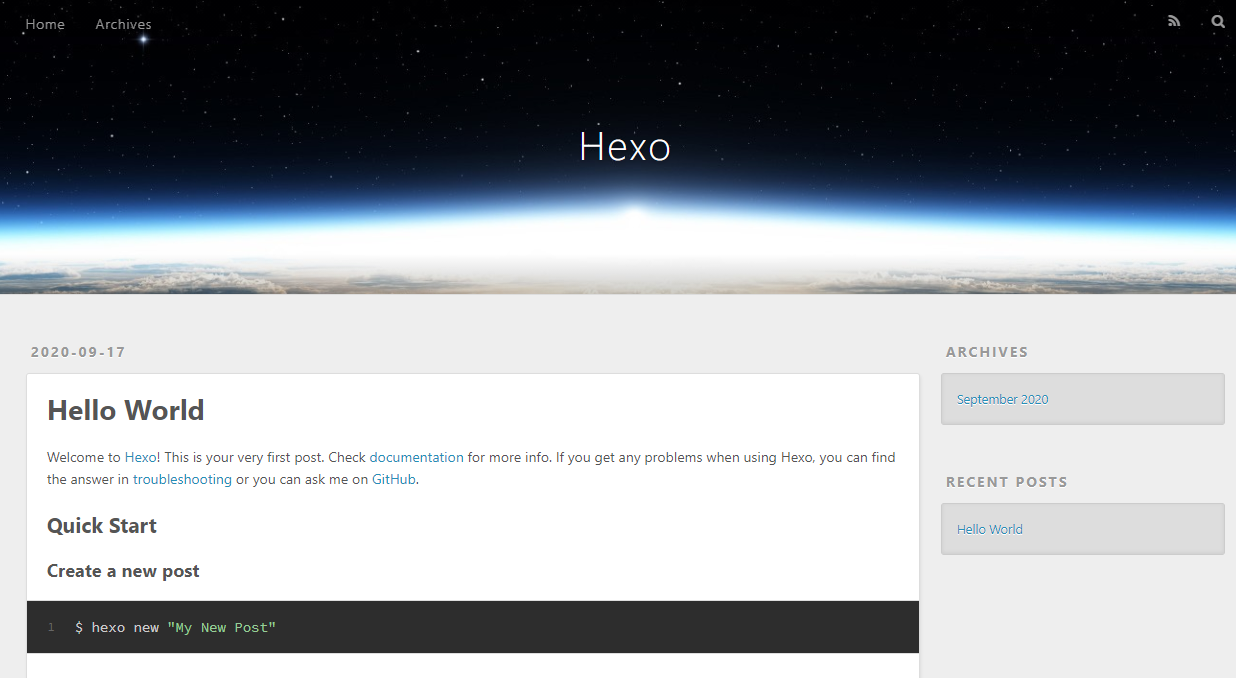 Home Archives
Hexo
2020-09-17
Hello World
Welcome to Hexo! This is your very first post. Check documentation for more info. If you get any problems when using Hexo, you can find
the answer in troubleshooting or you can ask me on GitHub.
Quick Start
Create a new post
1 $ hexo new "My New Post"
ARCHIVES
September 2020
RECENT POSTS
Hello World